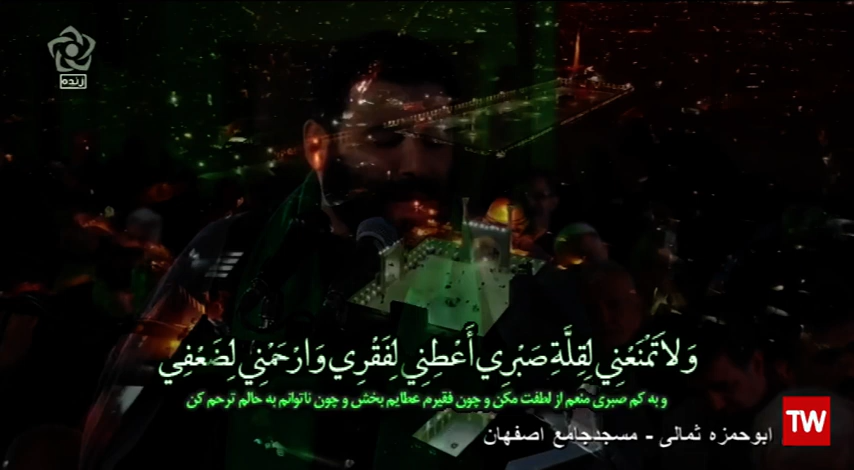 زنده
وَلاَتَمْنَعْنِي لِقِلَّةِ صَبْرِي أَعْطِنِي لِفَقْرِي وَارْحَمْنِي لِضَعْفِي
و به کم صبری منعم از لطفت مکن و چون فقیرم عطایم بخش و چون ناتوانم به حالم ترحم کن
ابوحمزه ثمالی - مسجدجامع اصفهان
TW